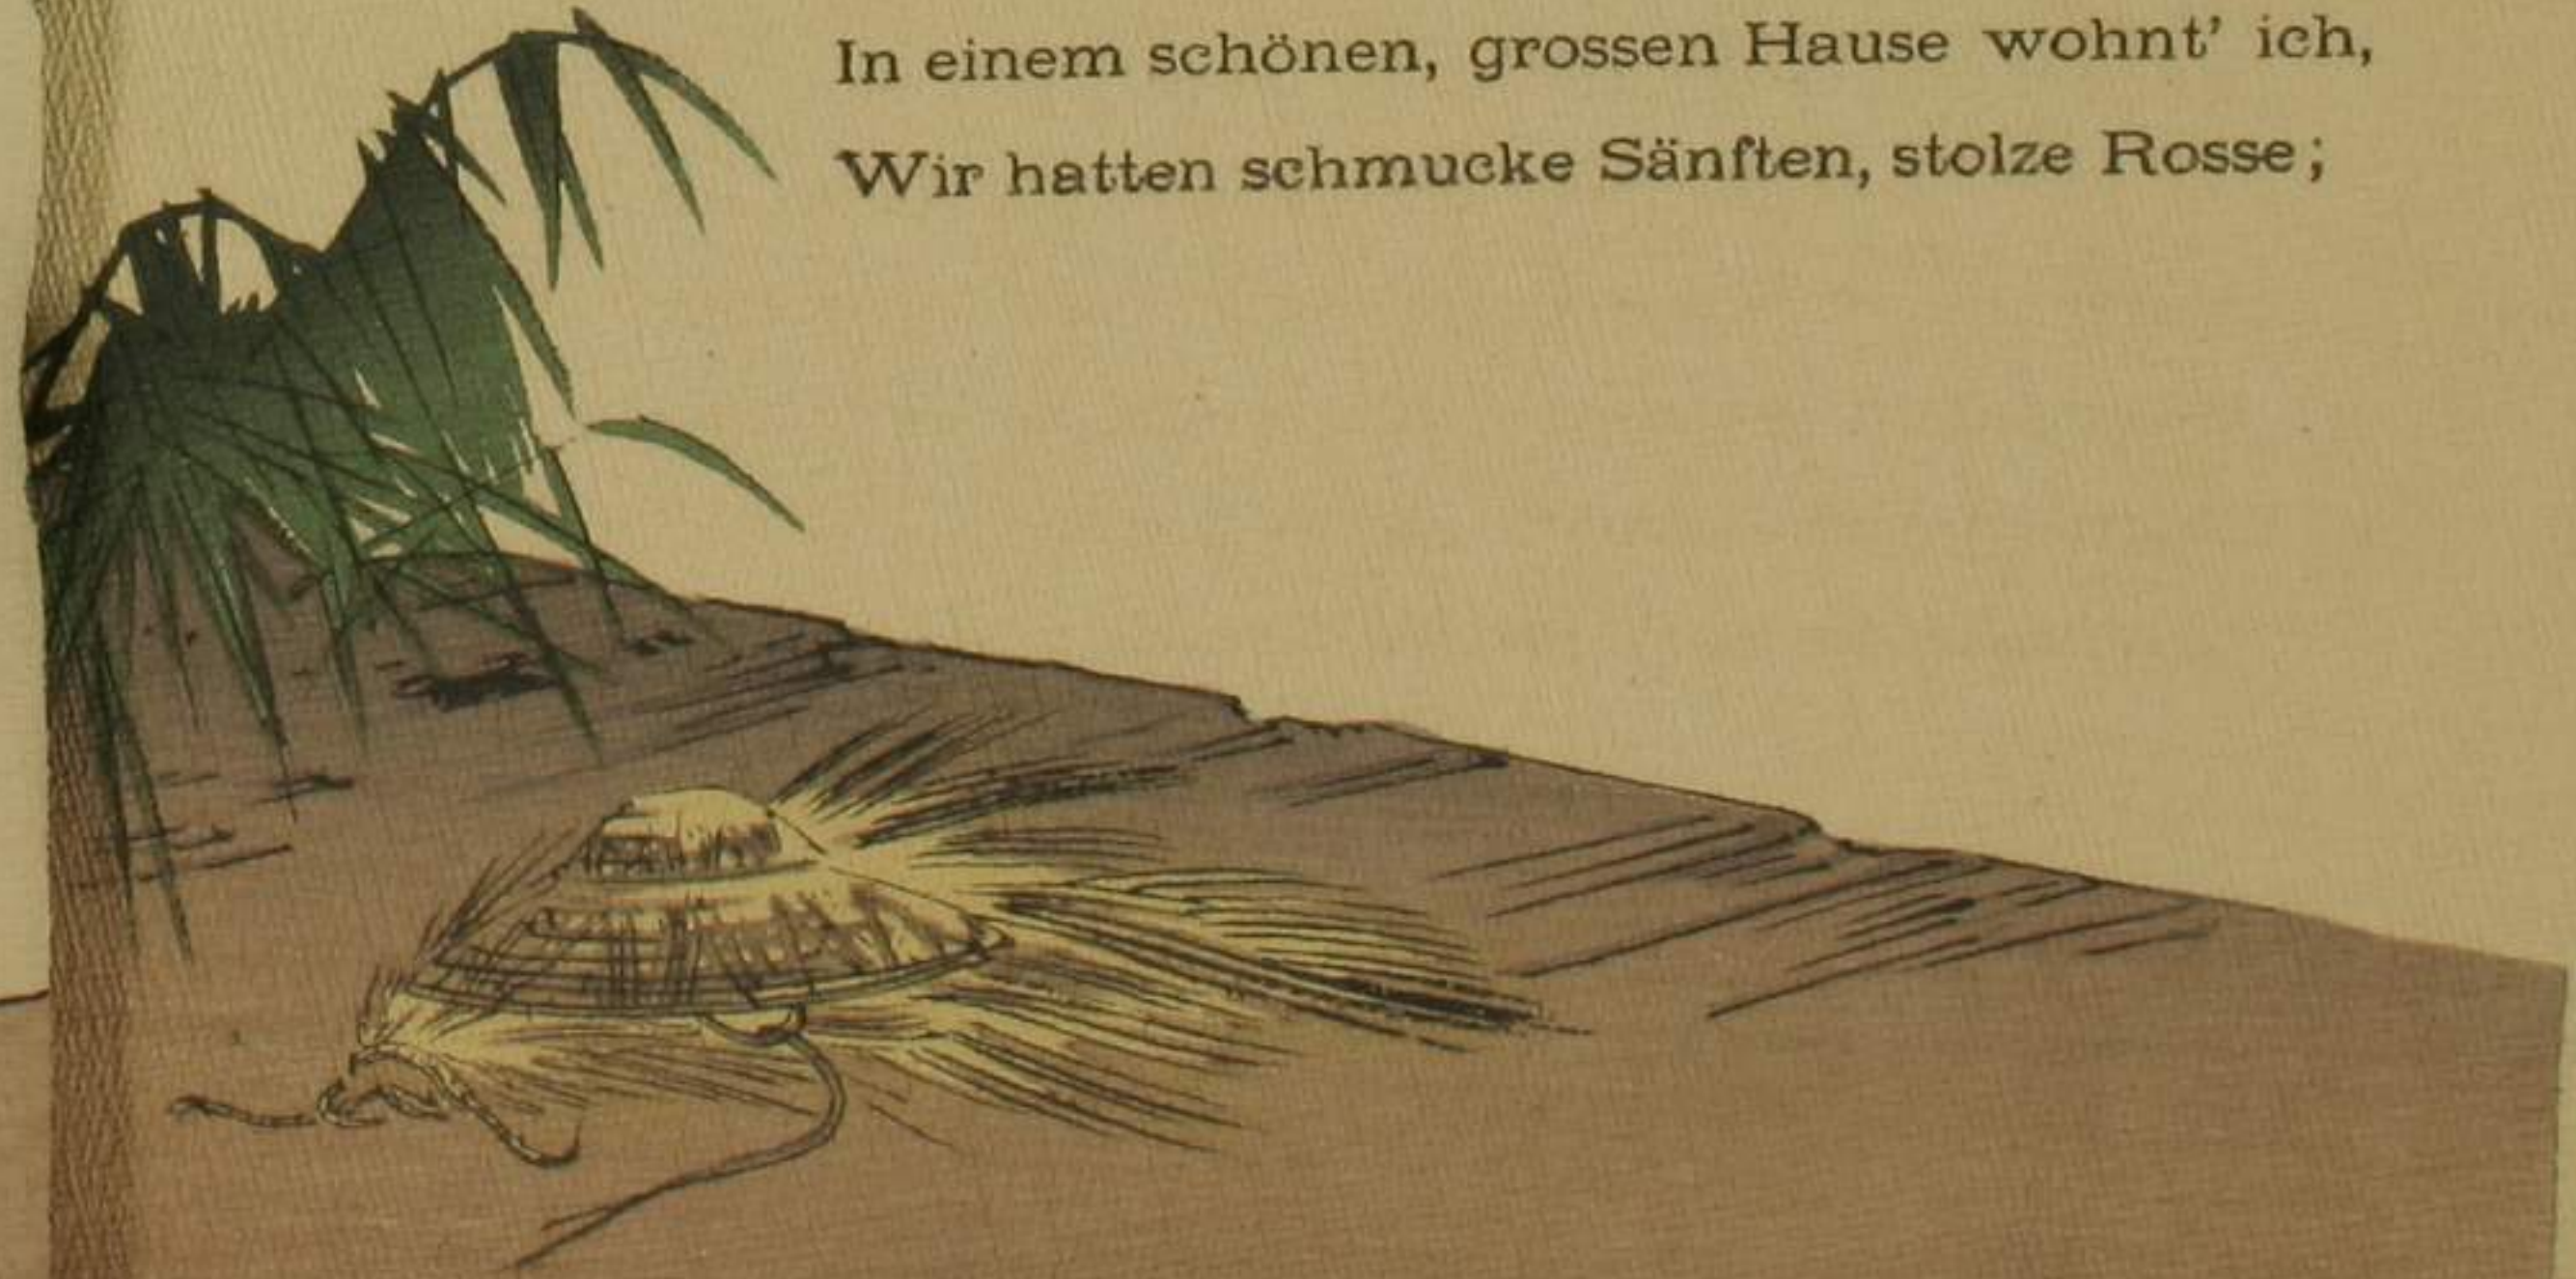 In einem schönen, grossen Hause wohnt’ ich,
Wir hatten schmucke Sänften, stolze Rosse;